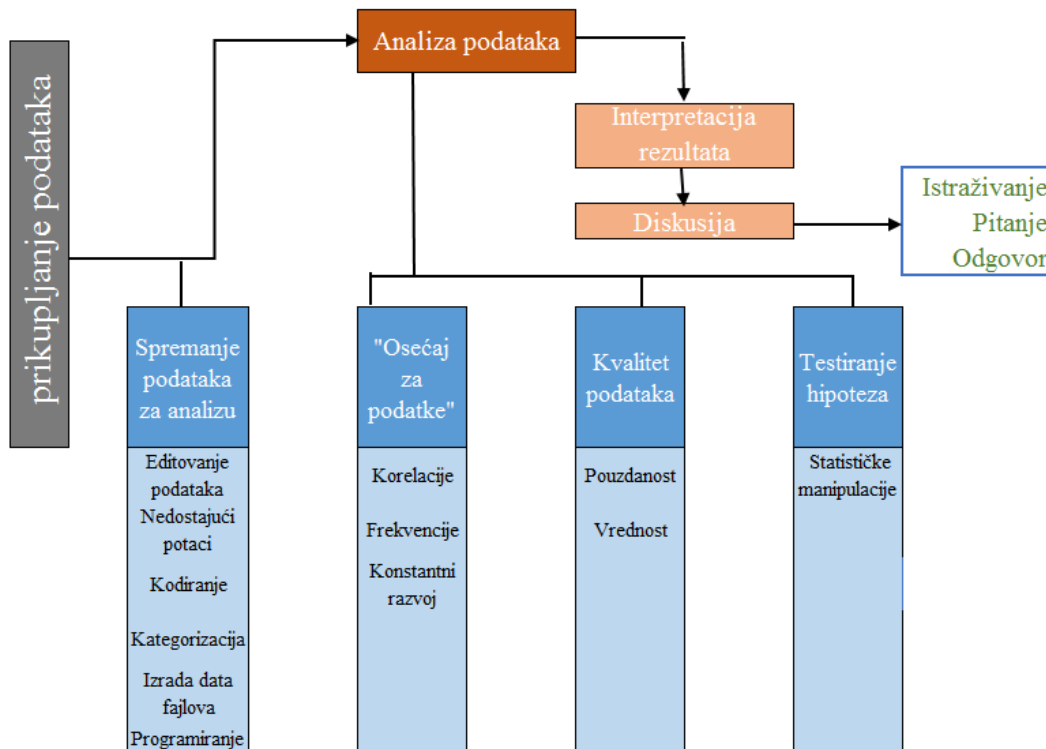 prikupljanje podataka
Analiza podataka
Interpretacija
rezultata
Diskusija
Istraživanje
Pitanje
Odgovor
Spremanje
podataka
za analizu
Editovanje
podataka
Nedostajući
potaci
Kodiranje
Kategorizacija
Izrada data
fajlova
Programiranje
"Osećaj
za
podatke"
Korelacije
Frekvencije
Konstantni
razvoj
Kvalitet
podataka
Pouzdanost
Vrednost
Testiranje
hipoteza
Statističke
manipulacije